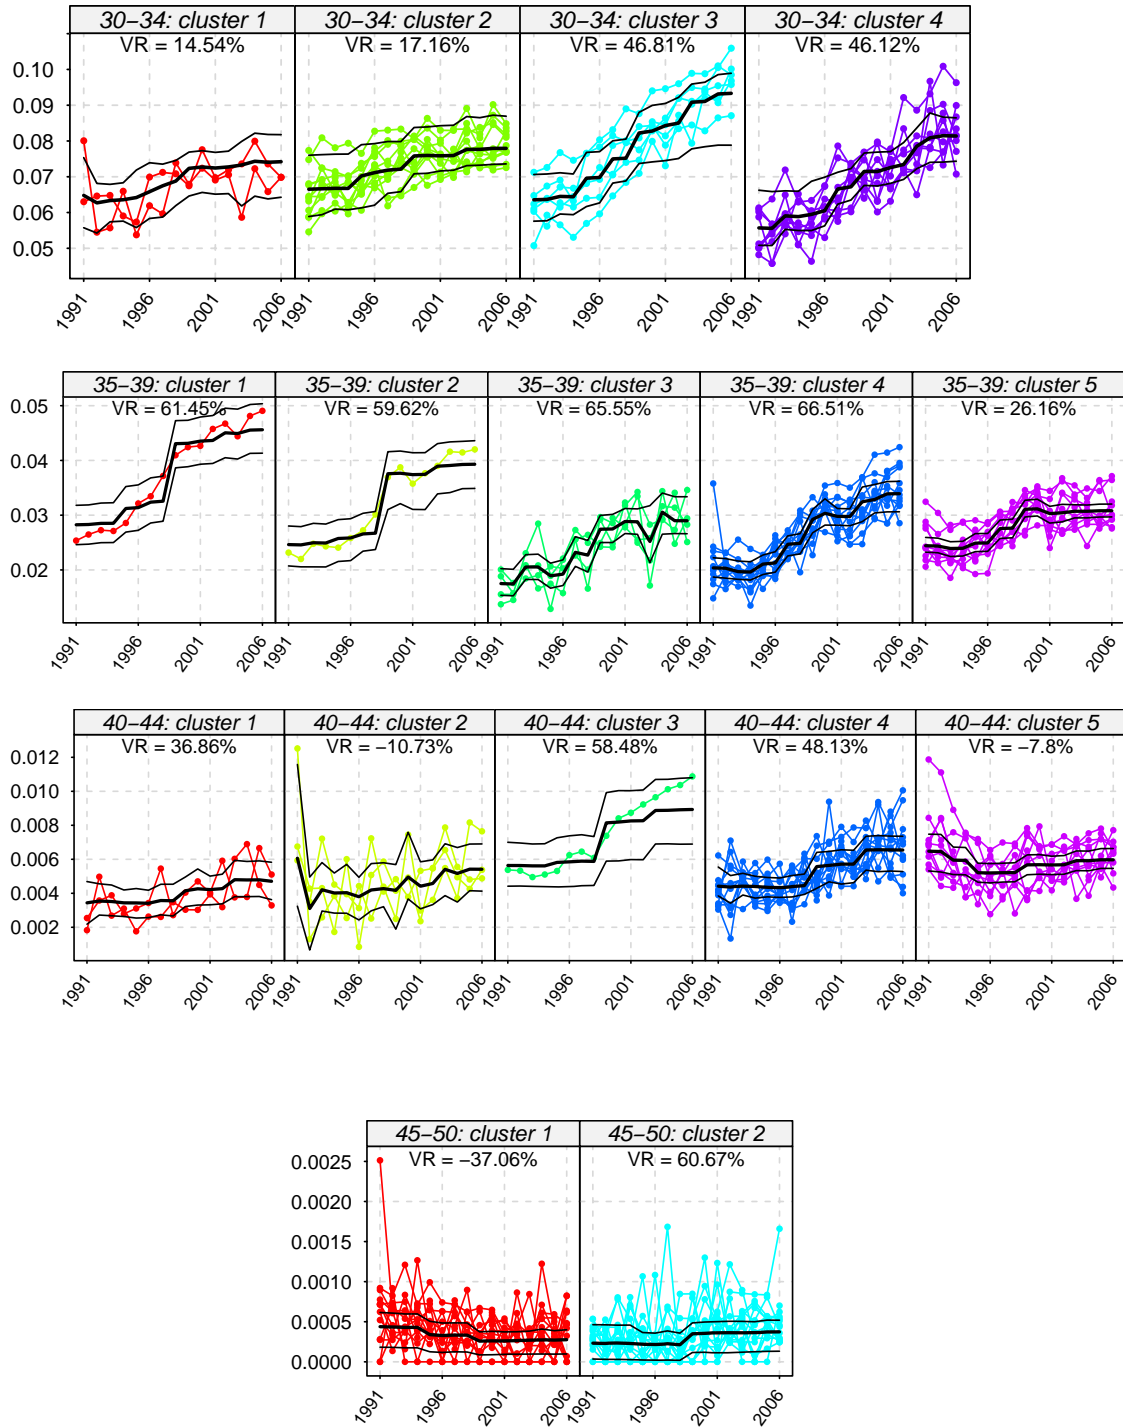 30−34: cluster 1 30−34: cluster 2 30−34: cluster 3 30−34: cluster 4
VR = 14.54% VR = 17.16% VR = 46.81% VR = 46.12%
0.10
0.09
0.08
0.07
0.06
0.05
1991 1996 2001 2006 1991 1996 2001 2006 1991 1996 2001 2006 1991 1996 2001 2006
35−39: cluster 1 35−39: cluster 2 35−39: cluster 3 35−39: cluster 4 35−39: cluster 5
VR = 61.45% VR = 59.62% VR = 65.55% VR = 66.51% VR = 26.16%
0.05
0.04
0.03
0.02
1991 1996 2001 2006 1991 1996 2001 2006 1991 1996 2001 2006 1991 1996 2001 2006 1991 1996 2001 2006
40−44: cluster 1 40−44: cluster 2 40−44: cluster 3 40−44: cluster 4 40−44: cluster 5
VR = 36.86% VR = −10.73% VR = 58.48% VR = 48.13% VR = −7.8%
0.012
0.010
0.008
0.006
0.004
0.002
1991 1996 2001 2006 1991 1996 2001 2006 1991 1996 2001 2006 1991 1996 2001 2006 1991 1996 2001 2006
45−50: cluster 1 45−50: cluster 2
VR = −37.06% VR = 60.67%
0.0025
0.0020
0.0015
0.0010
0.0005
0.0000
1991 1996 2001 2006 1991 1996 2001 2006